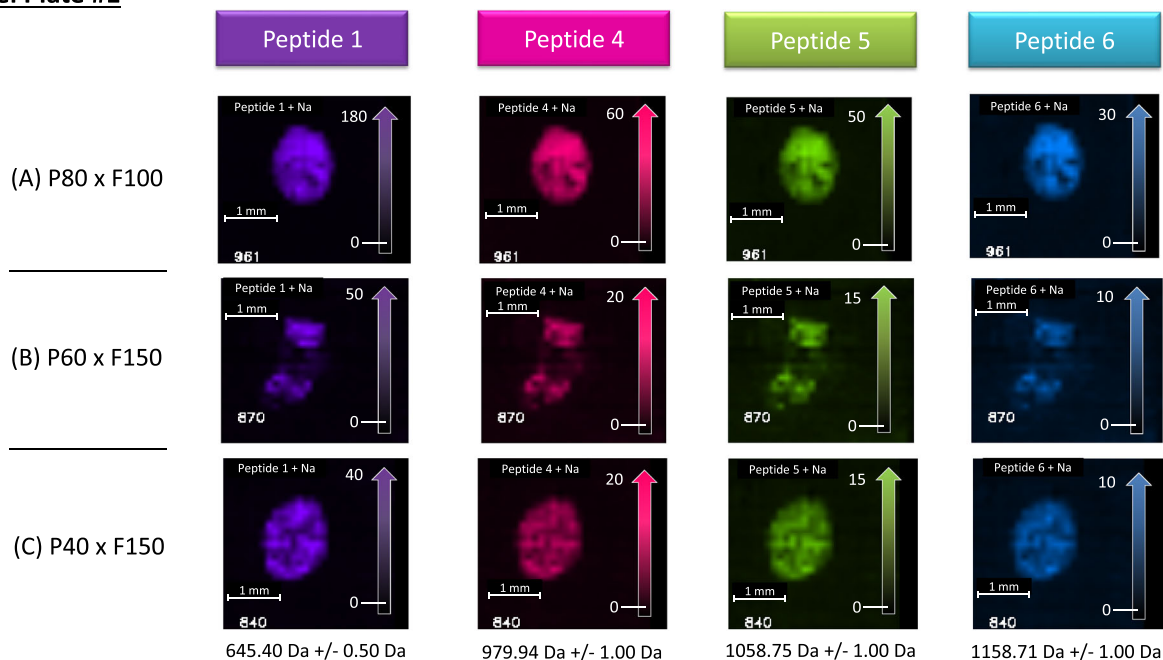 Peptide 1 Peptide 4 Peptide 5 Peptide 6
(A) P80 x F100
Peptide 1 + Na
180
1 mm
0
Peptide 4 + Na
60
1 mm
0
Peptide 5 + Na
50
1 mm
0
Peptide 6 + Na
30
1 mm
0
(B) P60 x F150
Peptide 1 + Na
50
1 mm
0
870
Peptide 4 + Na
20
1 mm
0
870
Peptide 5 + Na
15
1 mm
0
870
Peptide 6 + Na
10
1 mm
0
870
(C) P40 x F150
Peptide 1 + Na
40
1 mm
0
840
Peptide 4 + Na
20
1 mm
0
840
Peptide 5 + Na
15
1 mm
0
840
Peptide 6 + Na
10
1 mm
0
840
645.40 Da +/- 0.50 Da 979.94 Da +/- 1.00 Da 1058.75 Da +/- 1.00 Da 1158.71 Da +/- 1.00 Da